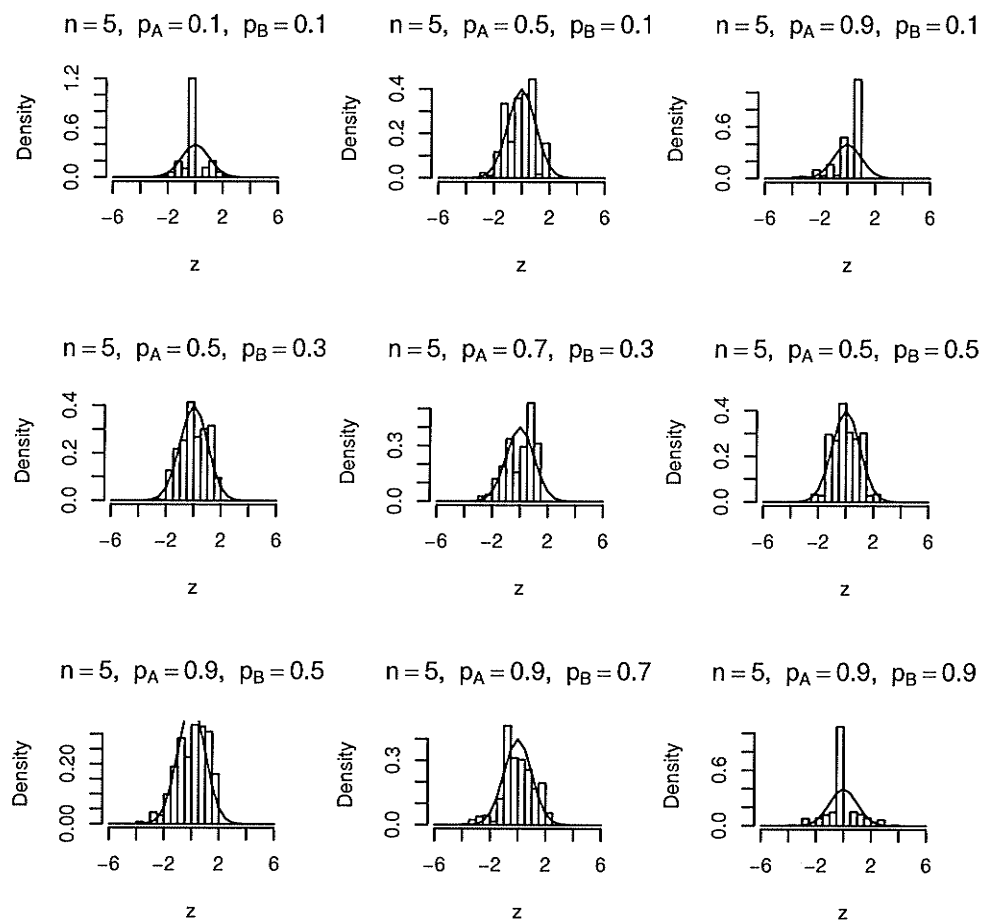 n = 5, pA = 0.1, pB = 0.1
Density
0.0 0.6 1.2
-6 -2 2 6
z
n = 5, pA = 0.5, pB = 0.1
Density
0.0 0.2 0.4
-6 -2 2 6
z
n = 5, pA = 0.9, pB = 0.1
Density
0.0 0.6
-6 -2 2 6
z
n = 5, pA = 0.5, pB = 0.3
Density
0.0 0.2 0.4
-6 -2 2 6
z
n = 5, pA = 0.7, pB = 0.3
Density
0.0 0.3
-6 -2 2 6
z
n = 5, pA = 0.5, pB = 0.5
Density
0.0 0.2 0.4
-6 -2 2 6
z
n = 5, pA = 0.9, pB = 0.5
Density
0.00 0.20
-6 -2 2 6
z
n = 5, pA = 0.9, pB = 0.7
Density
0.0 0.3
-6 -2 2 6
z
n = 5, pA = 0.9, pB = 0.9
Density
0.0 0.6
-6 -2 2 6
z